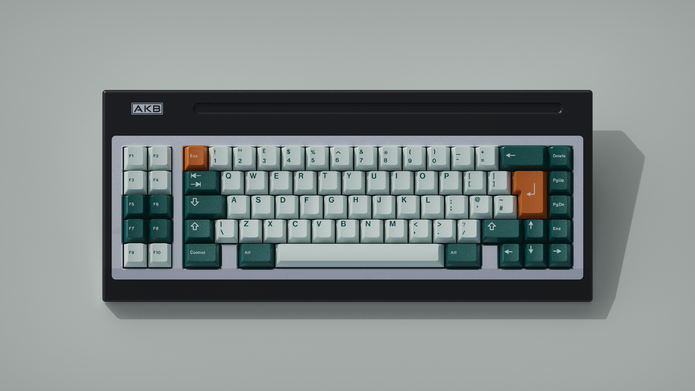 AKB
F1 F2 Esc ! 1 " 2 £ 3 $ 4 % 5 ^ 6 & 7 * 8 ( 9 ) 0 _ - + = ← Delete
F3 F4 Q W E R T Y U I O P { [ } ] PgUp
F5 F6 A S D F G H J K L : ; @ ~ # PgDn
F7 F8 | \ Z X C V B N M < , > . ? / ↑ End
F9 F10 Control Alt Alt ← ↓ →